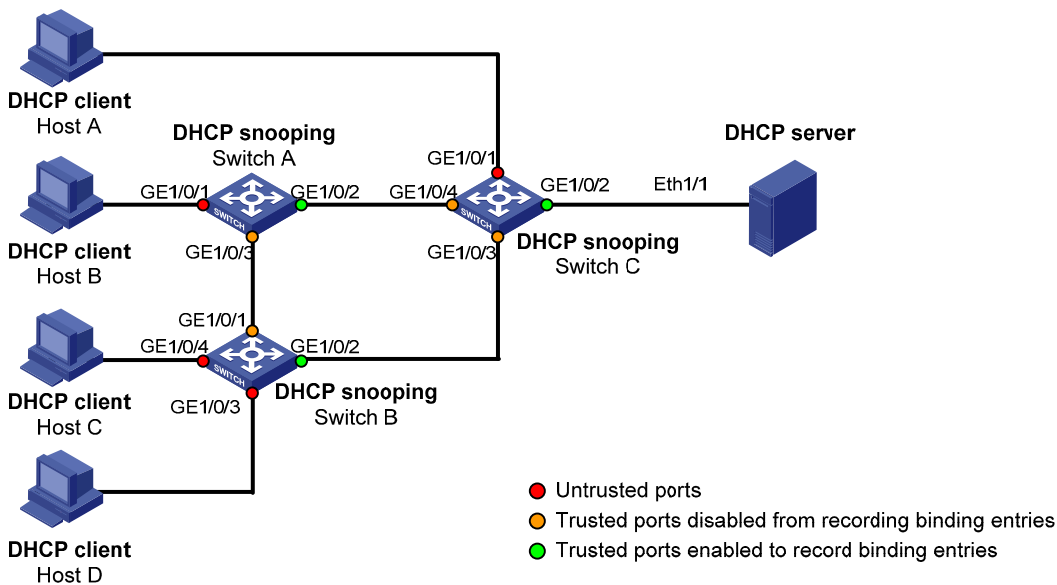 DHCP client
Host A
DHCP snooping
Switch A
DHCP server
GE1/0/1
GE1/0/1
GE1/0/2
GE1/0/4
GE1/0/2
Eth1/1
SWITCH
SWITCH
DHCP client
Host B
GE1/0/3
GE1/0/3
DHCP snooping
Switch C
GE1/0/1
GE1/0/4
GE1/0/2
SWITCH
DHCP client
Host C
GE1/0/3
DHCP snooping
Switch B
DHCP client
Host D
Untrusted ports
Trusted ports disabled from recording binding entries
Trusted ports enabled to record binding entries